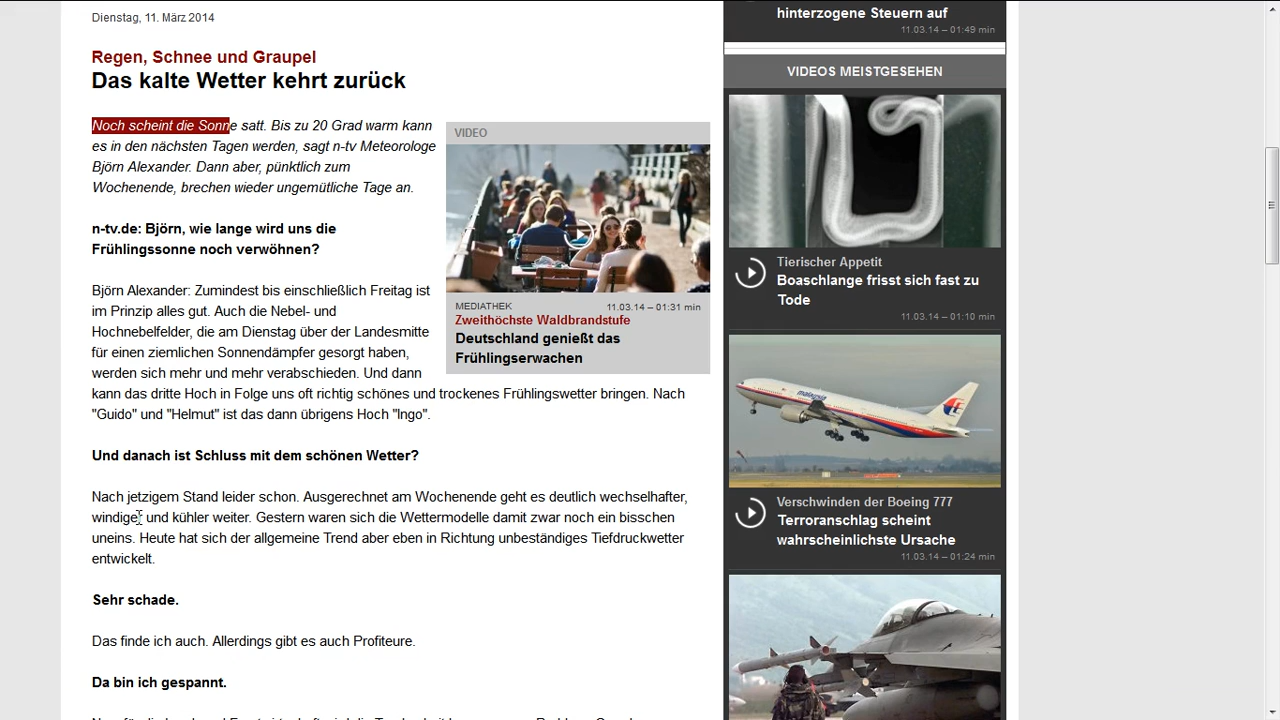 Dienstag, 11. März 2014
Regen, Schnee und Graupel
Das kalte Wetter kehrt zurück
Noch scheint die Sonne satt. Bis zu 20 Grad warm kann
es in den nächsten Tagen werden, sagt n-tv Meteorologe
Björn Alexander. Dann aber, pünktlich zum
Wochenende, brechen wieder ungemütliche Tage an.
n-tv.de: Björn, wie lange wird uns die
Frühlingssonne noch verwöhnen?
Björn Alexander: Zumindest bis einschließlich Freitag ist
im Prinzip alles gut. Auch die Nebel- und
Hochnebelfelder, die am Dienstag über der Landesmitte
für einen ziemlichen Sonnendämpfer gesorgt haben,
werden sich mehr und mehr verabschieden. Und dann
kann das dritte Hoch in Folge uns oft richtig schönes und trockenes Frühlingswetter bringen. Nach
"Guido" und "Helmut" ist das dann übrigens Hoch "Ingo".
Und danach ist Schluss mit dem schönen Wetter?
Nach jetzigem Stand leider schon. Ausgerechnet am Wochenende geht es deutlich wechselhafter,
windiger und kühler weiter. Gestern waren sich die Wettermodelle damit zwar noch ein bisschen
uneins. Heute hat sich der allgemeine Trend aber eben in Richtung unbeständiges Tiefdruckwetter
entwickelt.
Sehr schade.
Das finde ich auch. Allerdings gibt es auch Profiteure.
Da bin ich gespannt.
VIDEO
MEDIATHEK 11.03.14 – 01:31 min
Zweithöchste Waldbrandstufe
Deutschland genießt das
Frühlingserwachen
hinterzogene Steuern auf
11.03.14 – 01:49 min
VIDEOS MEISTGESEHEN
Tierischer Appetit
Boaschlange frisst sich fast zu
Tode
11.03.14 – 01:10 min
malaysia
Verschwinden der Boeing 777
Terroranschlag scheint
wahrscheinlichste Ursache
11.03.14 – 01:24 min